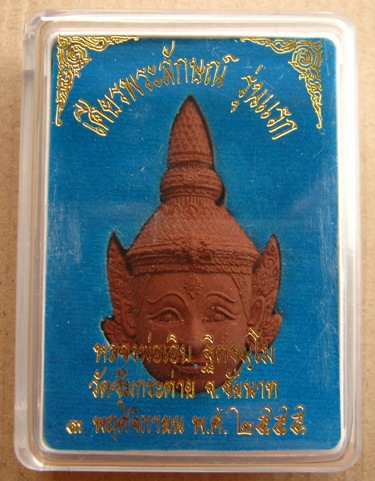 เศียรพระลักษณ์ รุ่นแรก
หลวงพ่อเอิบ ฐิตธมฺโม
วัดซุ้มกระต่าย จ.ชัยนาท
๓ พฤศจิกายน พ.ศ.๒๕๕๕